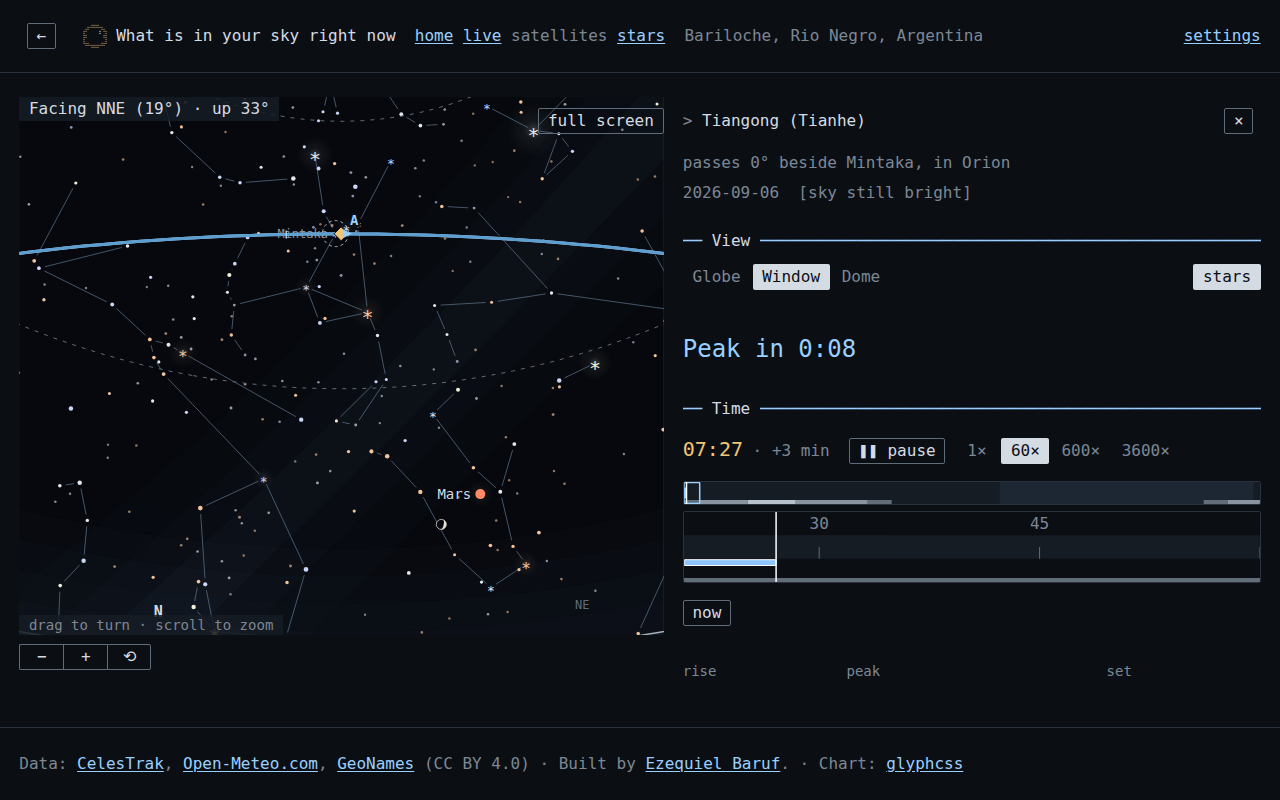 ← What is in your sky right now home live satellites stars Bariloche, Rio Negro, Argentina settings
Facing NNE (19°) · up 33°
full screen
A
Mintaka
Mars
N
NE
drag to turn · scroll to zoom
− + ⟲
> Tiangong (Tianhe) ×
passes 0° beside Mintaka, in Orion
2026-09-06 [sky still bright]
View
Globe Window Dome stars
Peak in 0:08
Time
07:27 · +3 min ❚❚ pause 1× 60× 600× 3600×
30 45
now
rise peak set
Data: CelesTrak, Open-Meteo.com, GeoNames (CC BY 4.0) · Built by Ezequiel Baruf. · Chart: glyphcss